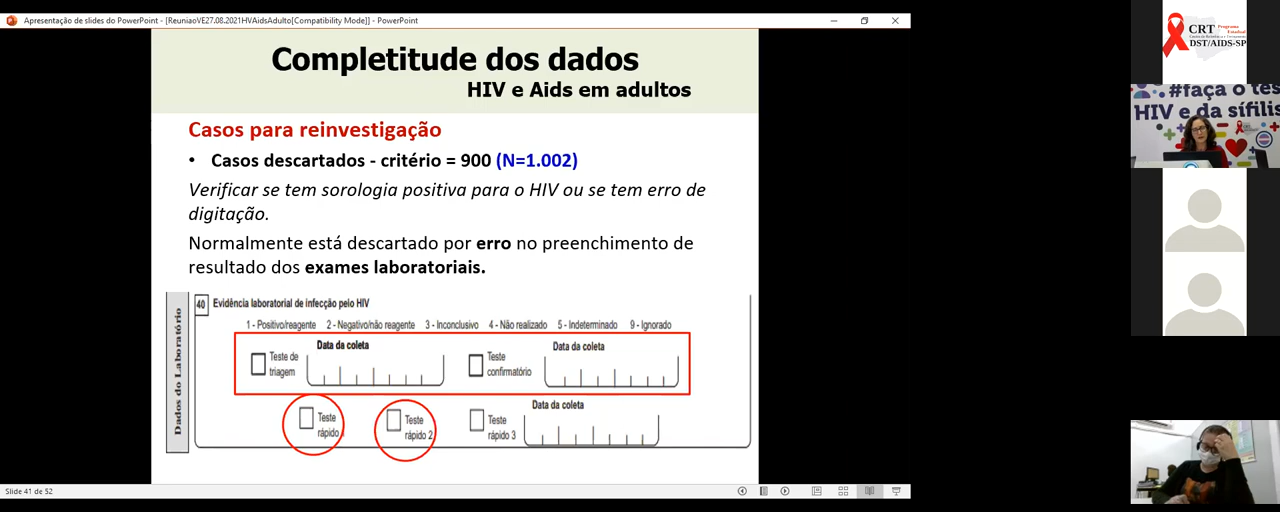 Apresentação de slides do PowerPoint - [ReuniaoVE27.08.2021HVAidsAdulto[Compatibility Mode]] - PowerPoint
Completitude dos dados
HIV e Aids em adultos
Casos para reinvestigação
• Casos descartados - critério = 900 (N=1.002)
Verificar se tem sorologia positiva para o HIV ou se tem erro de
digitação.
Normalmente está descartado por erro no preenchimento de
resultado dos exames laboratoriais.
Dados do Laboratório
40 Evidência laboratorial de infecção pelo HIV
1 - Positivo/reagente 2 - Negativo/não reagente 3 - Inconclusivo 4 - Não realizado 5 - Indeterminado 9 - Ignorado
Teste de
triagem
Data da coleta
Teste
confirmatório
Data da coleta
Teste
rápido
Teste
rápido 2
Teste
rápido 3
Data da coleta
Slide 41 de 52
CRT
Programa
Estadual
DST/AIDS-SP
#faça o tes
HIV e da sífilis